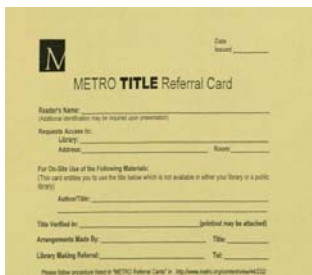 Date
Issued
M
METRO TITLE Referral Card
Reader's Name:
(Additional identification may be required upon presentation)
Requests Access to:
Library:
Address: Room:
For On-Site Use of the Following Materials:
(This card entitles you to use the title below which is not available in either your library or a public
library)
Author/Title:
Title Verified in: (printout may be attached)
Arrangements Made By: Title:
Library Making Referral: Tel:
Please follow procedure listed in "METRO Referral Cards" in